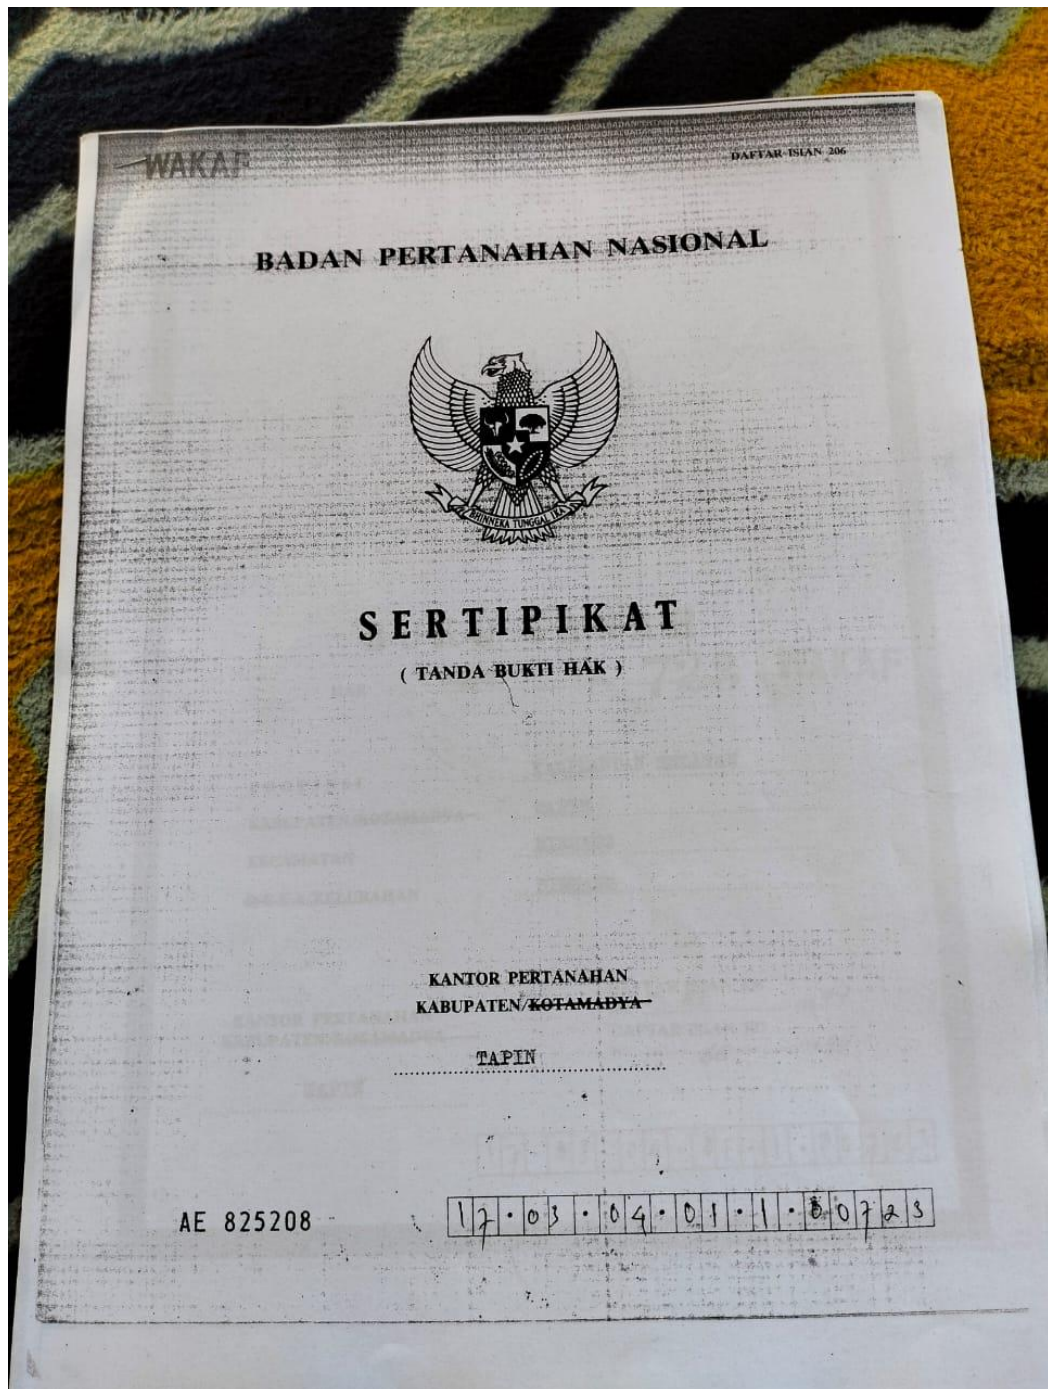 WAKAF
DAFTAR ISIAN 206
BADAN PERTANAHAN NASIONAL
BHINNEKA TUNGGAL IKA
SERTIPIKAT
( TANDA BUKTI HAK )
KANTOR PERTANAHAN
KABUPATEN/KOTAMADYA
TAPIN
AE 825208
17.03.04.01.1.00723